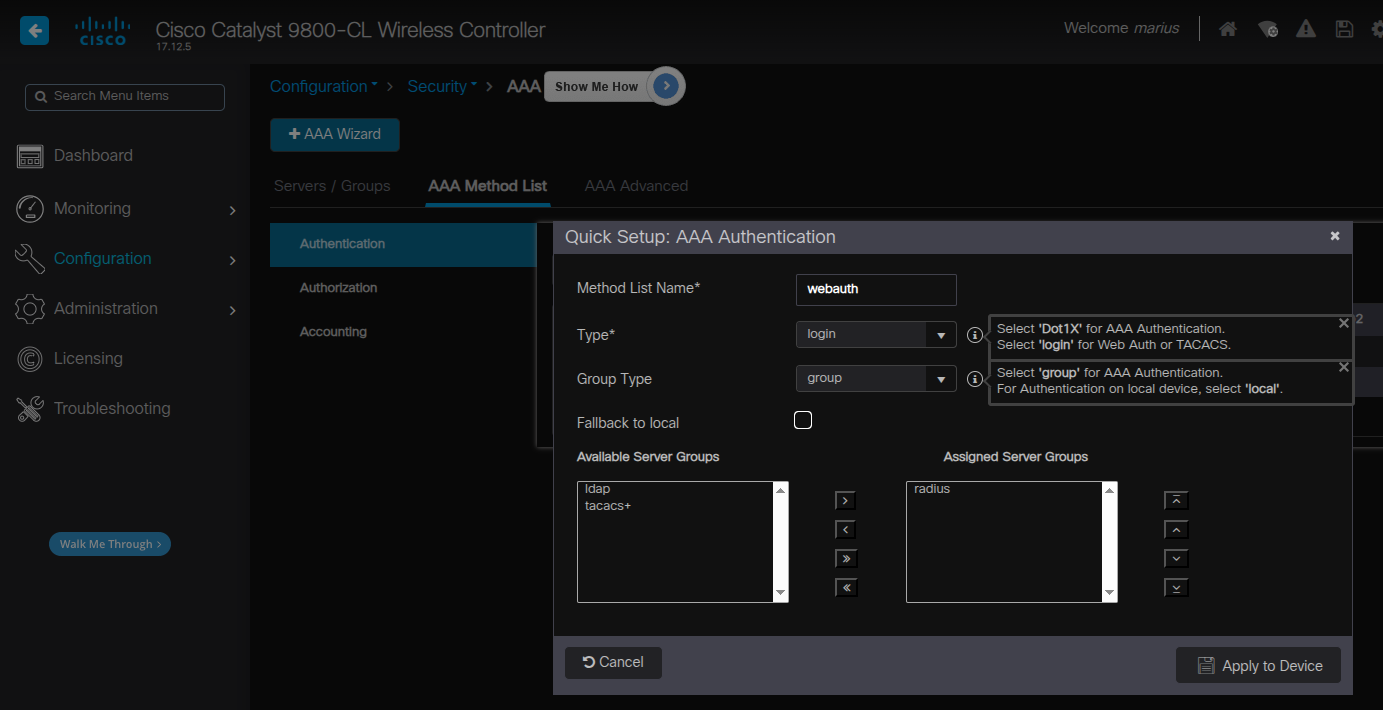 CISCO
Cisco Catalyst 9800-CL Wireless Controller
17.12.5
Welcome marius
Search Menu Items
Dashboard
Monitoring
Configuration
Administration
Licensing
Troubleshooting
Walk Me Through >
Configuration > Security > AAA Show Me How
+ AAA Wizard
Servers / Groups AAA Method List AAA Advanced
Authentication
Authorization
Accounting
Quick Setup: AAA Authentication
Method List Name* webauth
Type* login
Select 'Dot1X' for AAA Authentication.
Select 'login' for Web Auth or TACACS.
2
Group Type group
Select 'group' for AAA Authentication.
For Authentication on local device, select 'local'.
Fallback to local
Available Server Groups Assigned Server Groups
ldap radius
tacacs+
Cancel Apply to Device